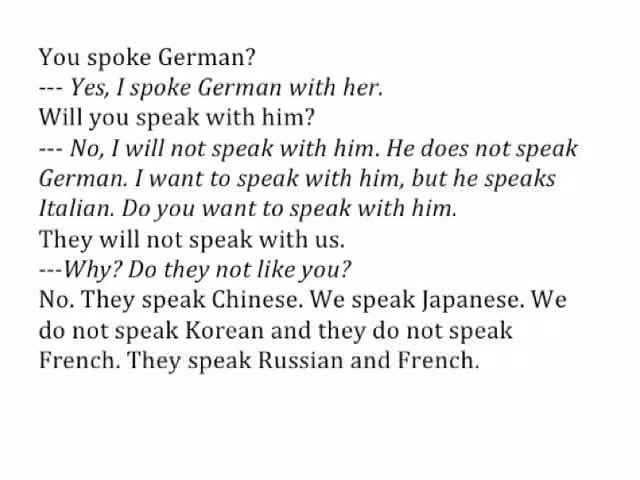 You spoke German?
--- Yes, I spoke German with her.
Will you speak with him?
--- No, I will not speak with him. He does not speak
German. I want to speak with him, but he speaks
Italian. Do you want to speak with him.
They will not speak with us.
---Why? Do they not like you?
No. They speak Chinese. We speak Japanese. We
do not speak Korean and they do not speak
French. They speak Russian and French.